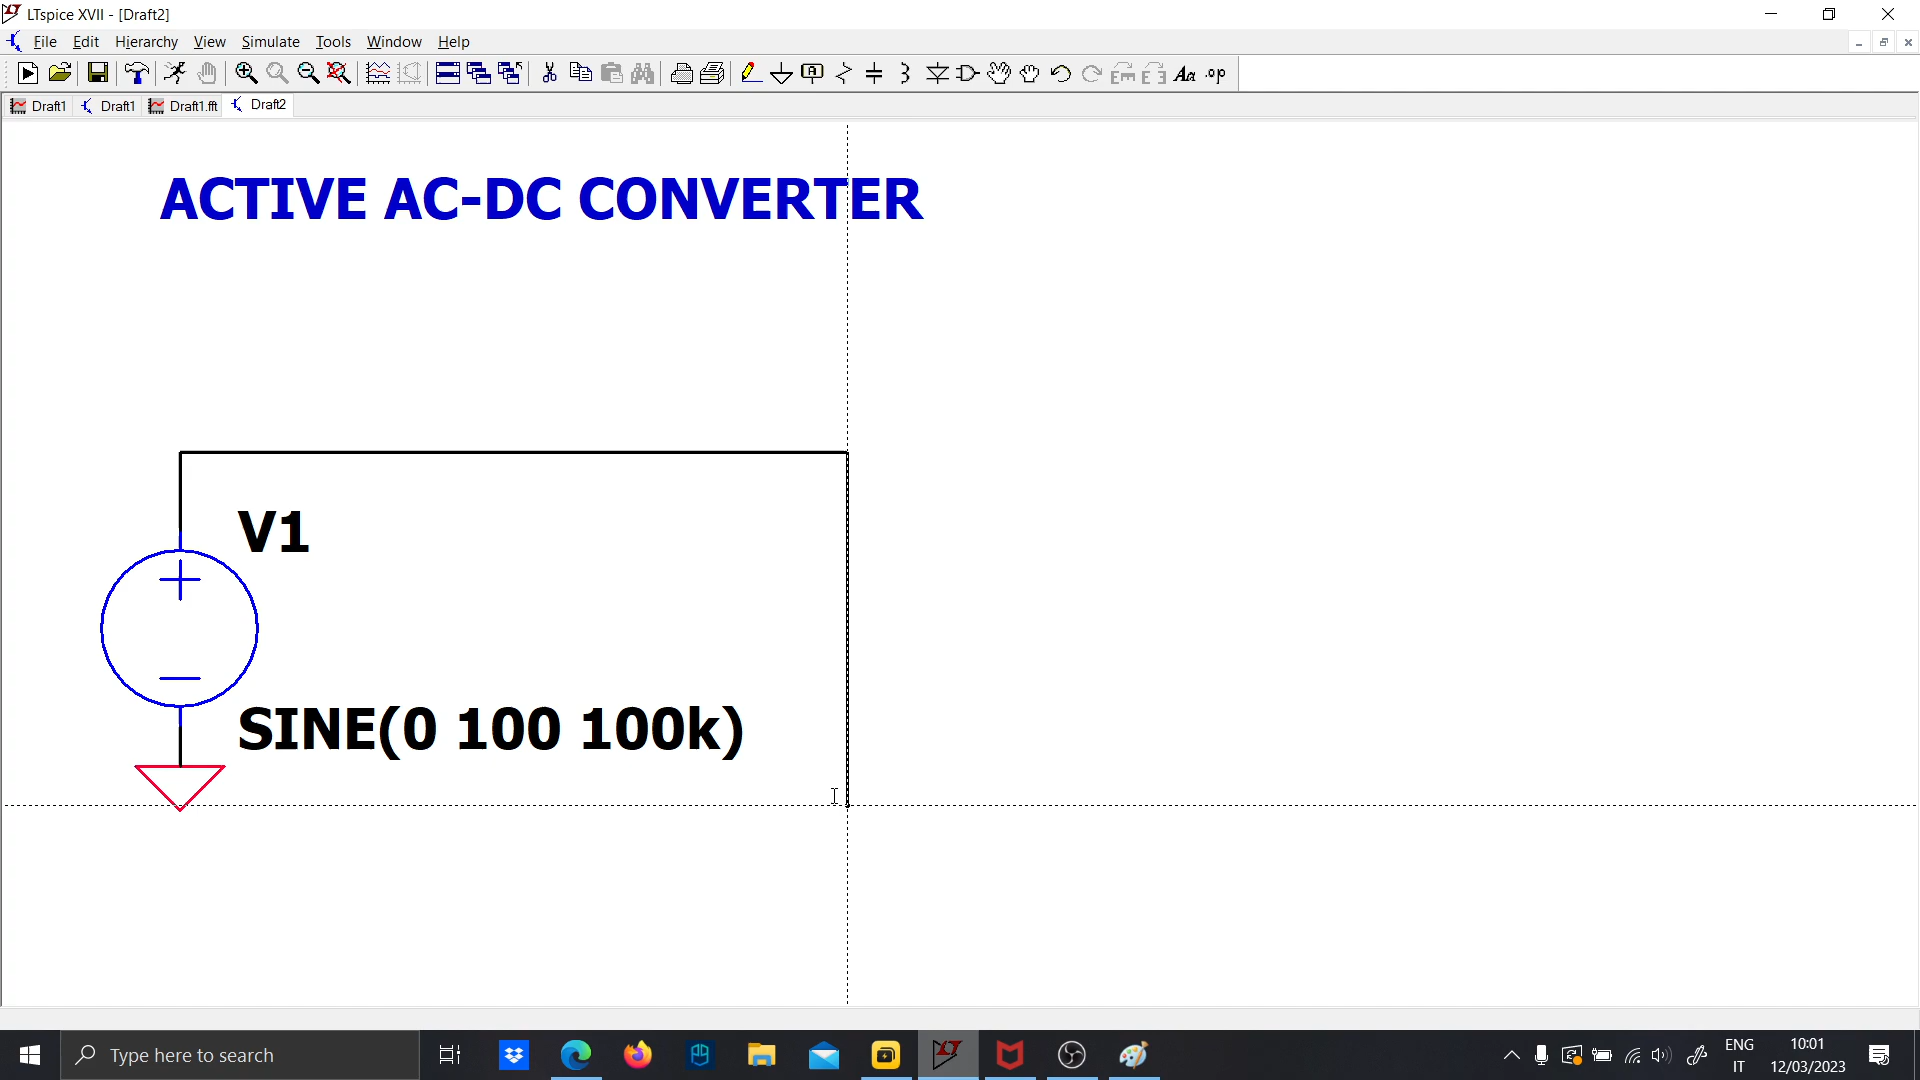 LTspice XVII - [Draft2]
File Edit Hierarchy View Simulate Tools Window Help
Draft1 Draft1 Draft1.fft Draft2
ACTIVE AC-DC CONVERTER
V1
SINE(0 100 100k)
Type here to search
ENG 10:01
IT 12/03/2023